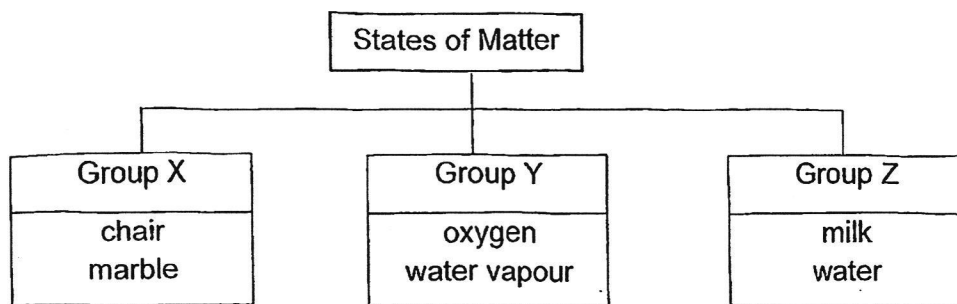 States of Matter
Group X
Group Y
Group Z
chair
marble
oxygen
water vapour
milk
water